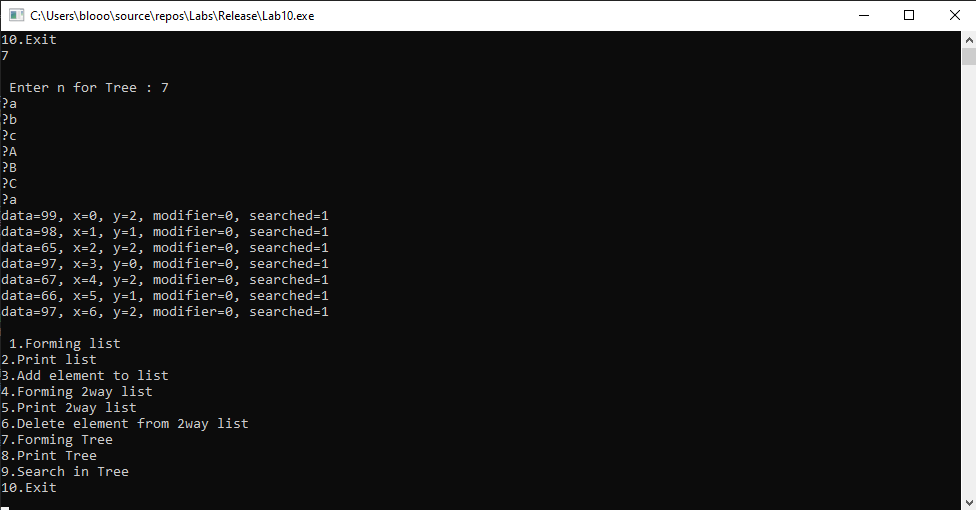 C:\Users\blooo\source\repos\Labs\Release\Lab10.exe
10.Exit
7
Enter n for Tree : 7
?a
?b
?c
?A
?B
?C
?a
data=99, x=0, y=2, modifier=0, searched=1
data=98, x=1, y=1, modifier=0, searched=1
data=65, x=2, y=2, modifier=0, searched=1
data=97, x=3, y=0, modifier=0, searched=1
data=67, x=4, y=2, modifier=0, searched=1
data=66, x=5, y=1, modifier=0, searched=1
data=97, x=6, y=2, modifier=0, searched=1
1.Forming list
2.Print list
3.Add element to list
4.Forming 2way list
5.Print 2way list
6.Delete element from 2way list
7.Forming Tree
8.Print Tree
9.Search in Tree
10.Exit